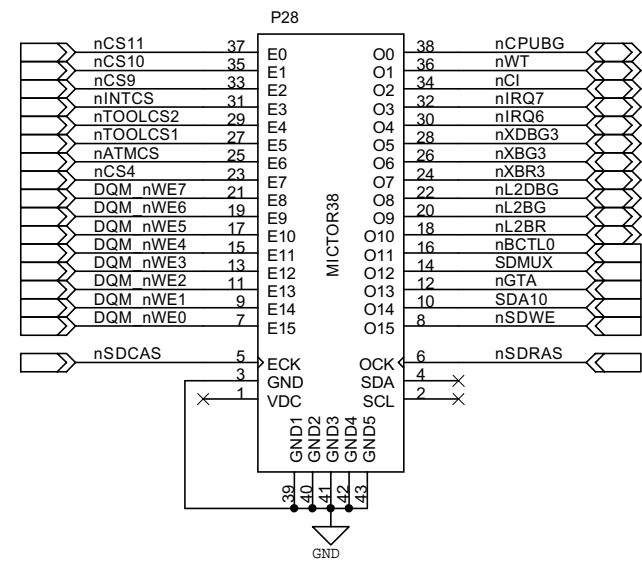 P28
nCS11 37 E0 O0 38 nCPUBG
nCS10 35 E1 O1 36 nWT
nCS9 33 E2 O2 34 nCI
nINTCS 31 E3 O3 32 nIRQ7
nTOOLCS2 29 E4 O4 30 nIRQ6
nTOOLCS1 27 E5 O5 28 nXDBG3
nATMCS 25 E6 O6 26 nXBG3
nCS4 23 E7 O7 24 nXBR3
DQM_nWE7 21 E8 O8 22 nL2DBG
DQM_nWE6 19 E9 O9 20 nL2BG
DQM_nWE5 17 E10 O10 18 nL2BR
DQM_nWE4 15 E11 O11 16 nBCTL0
DQM_nWE3 13 E12 O12 14 SDMUX
DQM_nWE2 11 E13 O13 12 nGTA
DQM_nWE1 9 E14 O14 10 SDA10
DQM_nWE0 7 E15 O15 8 nSDWE
MICTOR38
nSDCAS 5 ECK OCK 6 nSDRAS
3 GND SDA 4
1 VDC SCL 2
GND1 GND2 GND3 GND4 GND5
39 40 41 42 43
GND